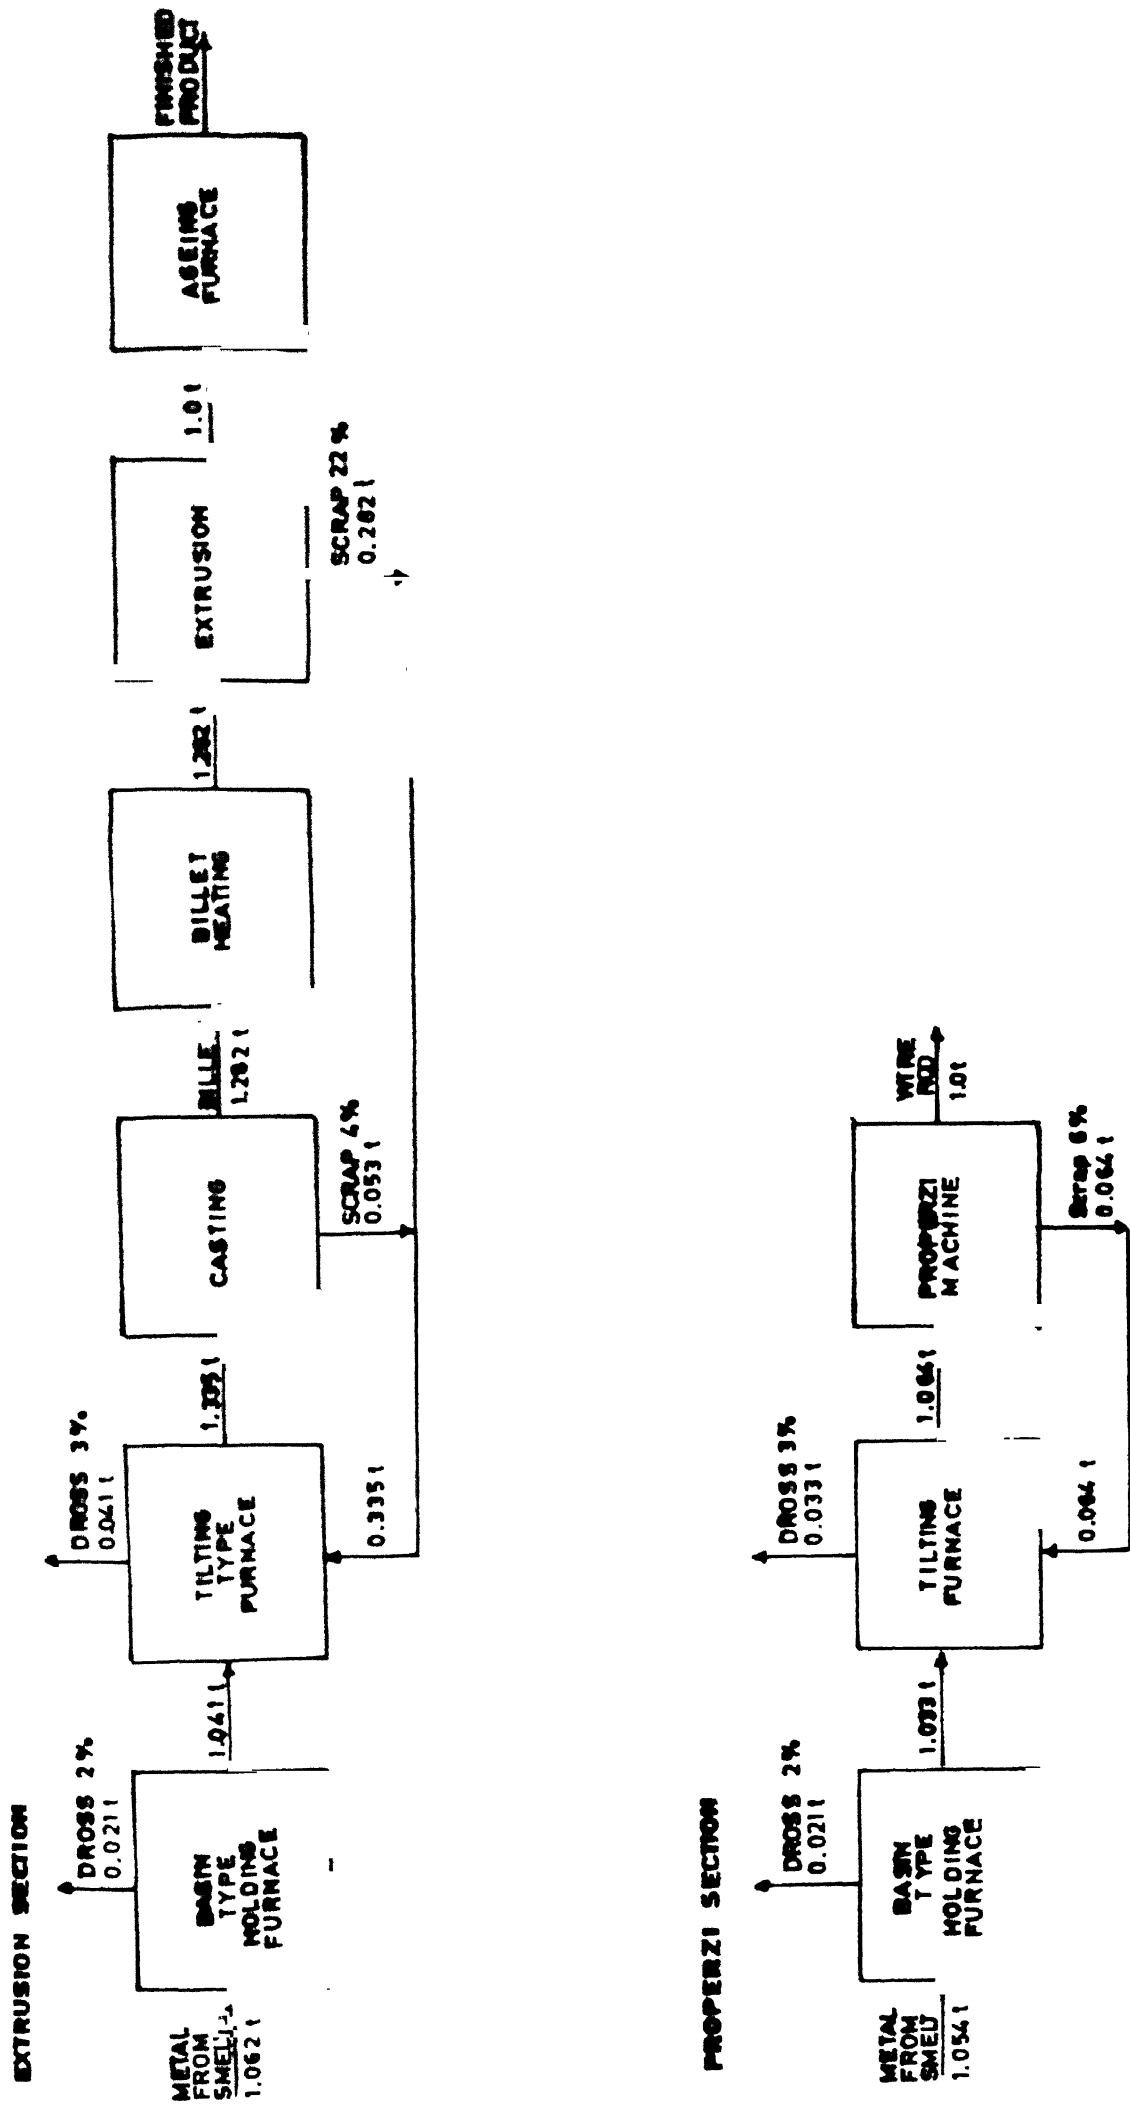 EXTRUSION SECTION
METAL
FROM
SMELT
1.062 t
DROSS 2%
0.021 t
BASIN
TYPE
HOLDING
FURNACE
1.041 t
DROSS 3%
0.041 t
TILTING
TYPE
FURNACE
0.335 t
1.335 t
CASTING
SCRAP 4%
0.053 t
BILLE
1.282 t
BILLET
HEATING
1.282 t
EXTRUSION
SCRAP 22%
0.282 t
1.0 t
AGEING
FURNACE
FINISHED
PRODUCT
PROPERZI SECTION
METAL
FROM
SMELT
1.054 t
DROSS 2%
0.021 t
BASIN
TYPE
HOLDING
FURNACE
1.033 t
DROSS 3%
0.033 t
TILTING
FURNACE
0.064 t
1.064 t
PROPERZI
MACHINE
Scrap 6%
0.064 t
WIRE
ROD
1.0 t